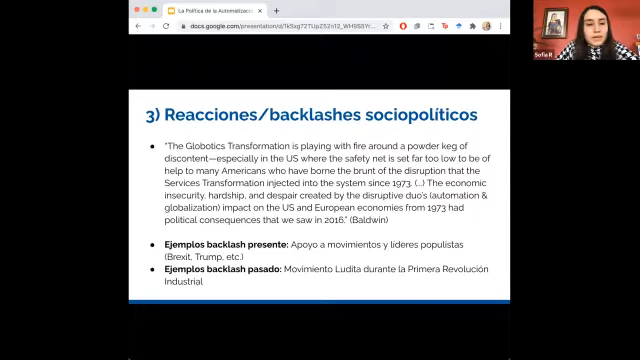 La Política de la Automatizació
docs.google.com/presentation/d/1kSxg72TUpZ52n12_WH9S6Yr...
Sofía R
3) Reacciones/backlashes sociopolíticos
"The Globotics Transformation is playing with fire around a powder keg of
discontent—especially in the US where the safety net is set far too low to be of
help to many Americans who have borne the brunt of the disruption that the
Services Transformation injected into the system since 1973. (...) The economic
insecurity, hardship, and despair created by the disruptive duo's (automation &
globalization) impact on the US and European economies from 1973 had
political consequences that we saw in 2016." (Baldwin)
Ejemplos backlash presente: Apoyo a movimientos y líderes populistas
(Brexit, Trump, etc.)
Ejemplos backlash pasado: Movimiento Ludita durante la Primera Revolución
Industrial